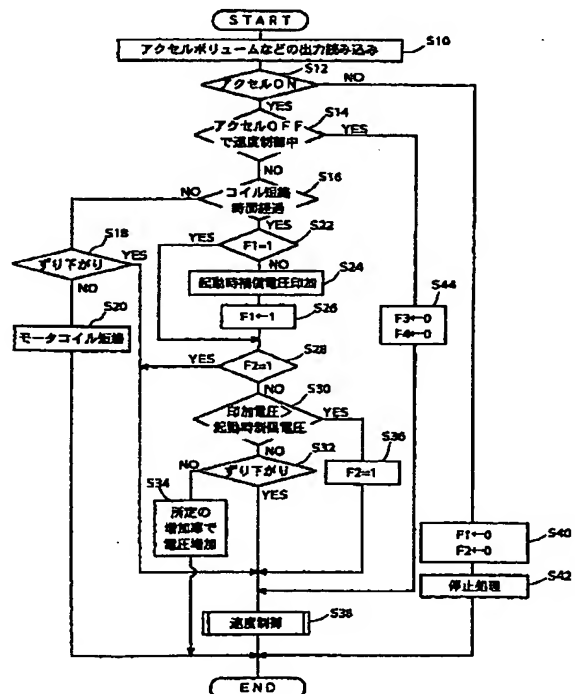 START
アクセルボリュームなどの出力読み込み
S10
S12
アクセルON
NO
YES
S14
アクセルOFF
で速度制御中
YES
NO
S16
NO
コイル短絡
時間経過
YES
S22
YES
F1=1
S18
ずり下がり
YES
NO
S24
起動時補償電圧印加
NO
S20
モータコイル短絡
S26
F1←1
S44
F3←0
F4←0
S28
YES
F2=1
NO
S30
印加電圧
起動時補償電圧
YES
NO
S32
S36
NO
ずり下がり
F2=1
S34
YES
所定の
増加率で
電圧増加
S40
F1←0
F2←0
S42
停止処理
S38
速度制御
END